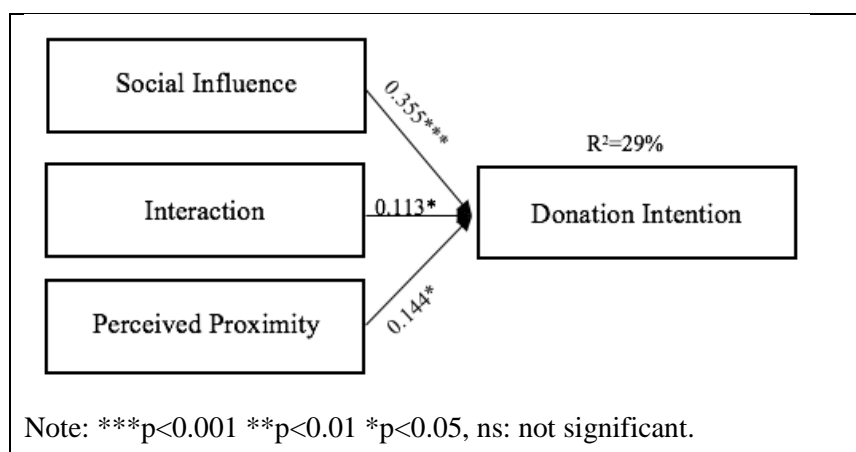 Social Influence
0.355***
R²=29%
Interaction
0.113*
Donation Intention
Perceived Proximity
0.144*
Note: ***p<0.001 **p<0.01 *p<0.05, ns: not significant.